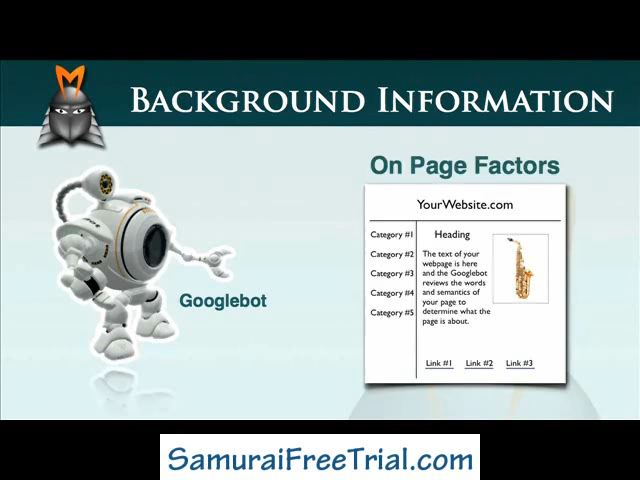 BACKGROUND INFORMATION
On Page Factors
YourWebsite.com
Category #1
Category #2
Category #3
Category #4
Category #5
Heading
The text of your
webpage is here
and the Googlebot
reviews the words
and semantics of
your page to
determine what the
page is about.
Link #1 Link #2 Link #3
Googlebot
SamuraiFreeTrial.com